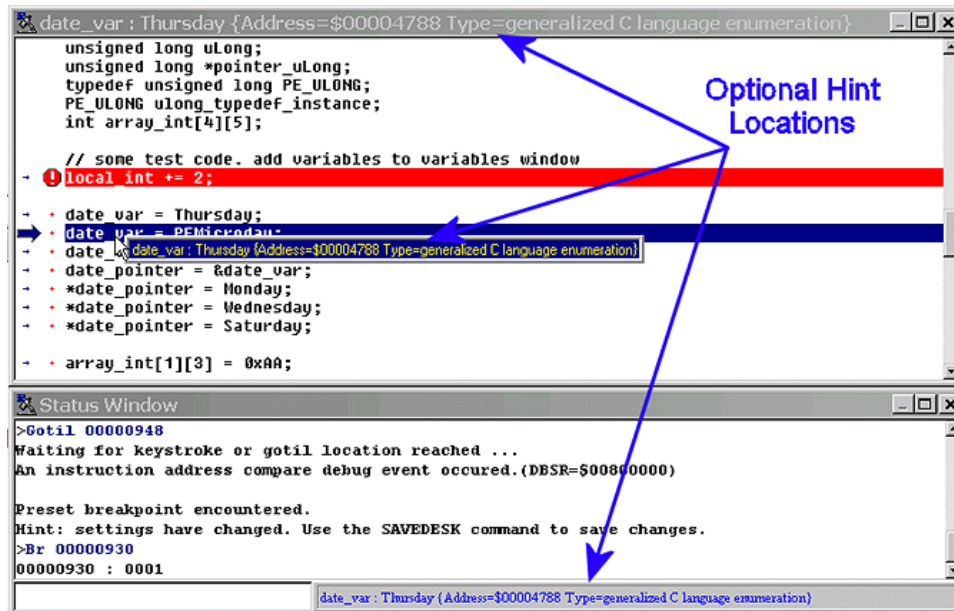 date_var : Thursday {Address=$00004788 Type=generalized C language enumeration}
unsigned long uLong;
unsigned long *pointer_uLong;
typedef unsigned long PE_ULONG;
PE_ULONG ulong_typedef_instance;
int array_int[4][5];
Optional Hint
Locations
// some test code. add variables to variables window
local_int += 2;
date_var = Thursday;
date_var = PEMicroday;
date_var : Thursday {Address=$00004788 Type=generalized C language enumeration}
date_
date_pointer = &date_var;
*date_pointer = Monday;
*date_pointer = Wednesday;
*date_pointer = Saturday;
array_int[1][3] = 0xAA;
Status Window
>Gotil 00000948
Waiting for keystroke or gotil location reached ...
An instruction address compare debug event occured.(DBSR=$00800000)
Preset breakpoint encountered.
Hint: settings have changed. Use the SAVEDESK command to save changes.
>Br 00000930
00000930 : 0001
date_var : Thursday {Address=$00004788 Type=generalized C language enumeration}